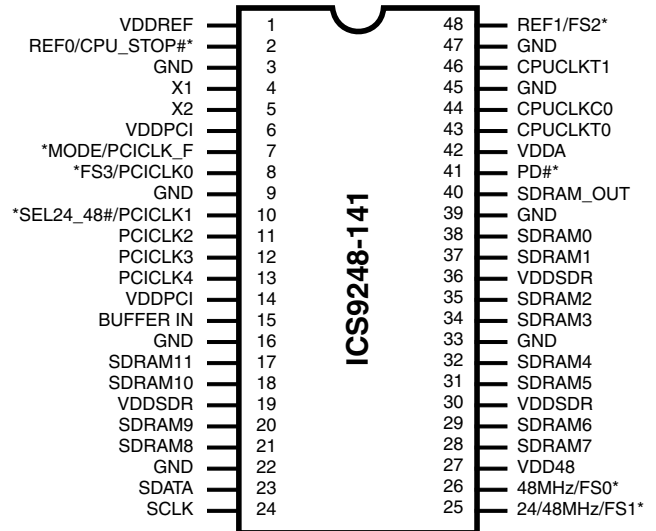 VDDREF 1 48 REF1/FS2*
REF0/CPU_STOP#* 2 47 GND
GND 3 46 CPUCLKT1
X1 4 45 GND
X2 5 44 CPUCLKC0
VDDPCI 6 43 CPUCLKT0
*MODE/PCICLK_F 7 42 VDDA
*FS3/PCICLK0 8 41 PD#*
GND 9 40 SDRAM_OUT
*SEL24_48#/PCICLK1 10 39 GND
PCICLK2 11 38 SDRAM0
PCICLK3 12 37 SDRAM1
PCICLK4 13 36 VDDSDR
VDDPCI 14 35 SDRAM2
BUFFER IN 15 34 SDRAM3
GND 16 33 GND
SDRAM11 17 32 SDRAM4
SDRAM10 18 31 SDRAM5
VDDSDR 19 30 VDDSDR
SDRAM9 20 29 SDRAM6
SDRAM8 21 28 SDRAM7
GND 22 27 VDD48
SDATA 23 26 48MHz/FS0*
SCLK 24 25 24/48MHz/FS1*
ICS9248-141